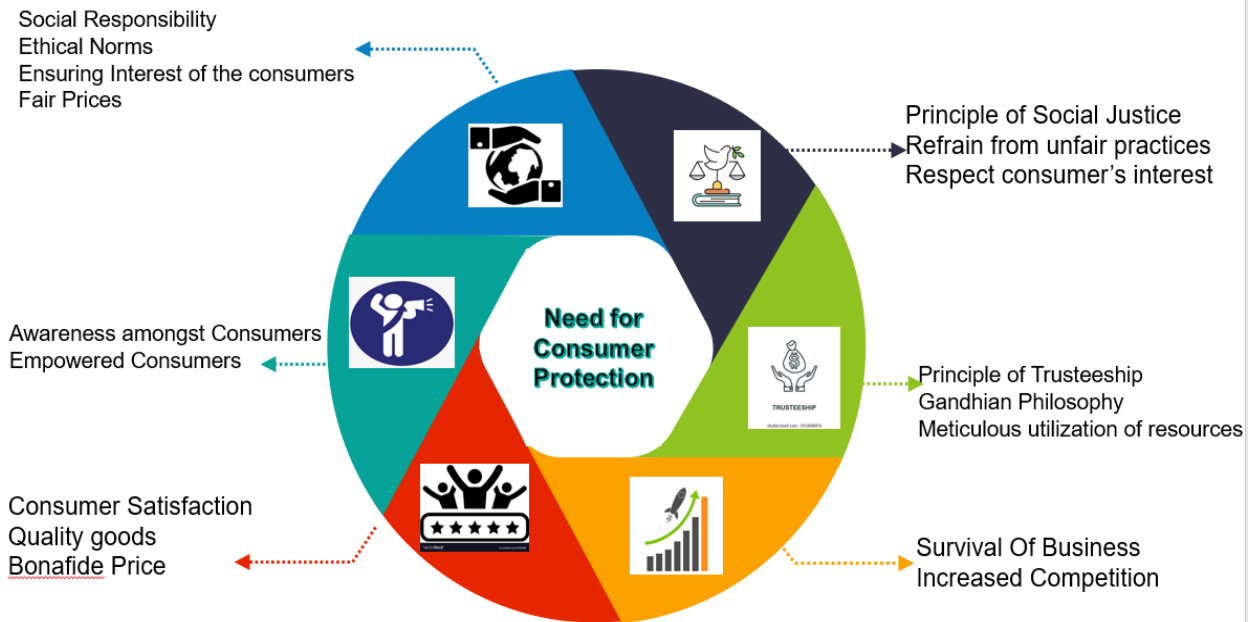 Social Responsibility
Ethical Norms
Ensuring Interest of the consumers
Fair Prices
Principle of Social Justice
Refrain from unfair practices
Respect consumer's interest
Need for
Consumer
Protection
Awareness amongst Consumers
Empowered Consumers
TRUSTEESHIP
Principle of Trusteeship
Gandhian Philosophy
Meticulous utilization of resources
Consumer Satisfaction
Quality goods
Bonafide Price
Survival Of Business
Increased Competition